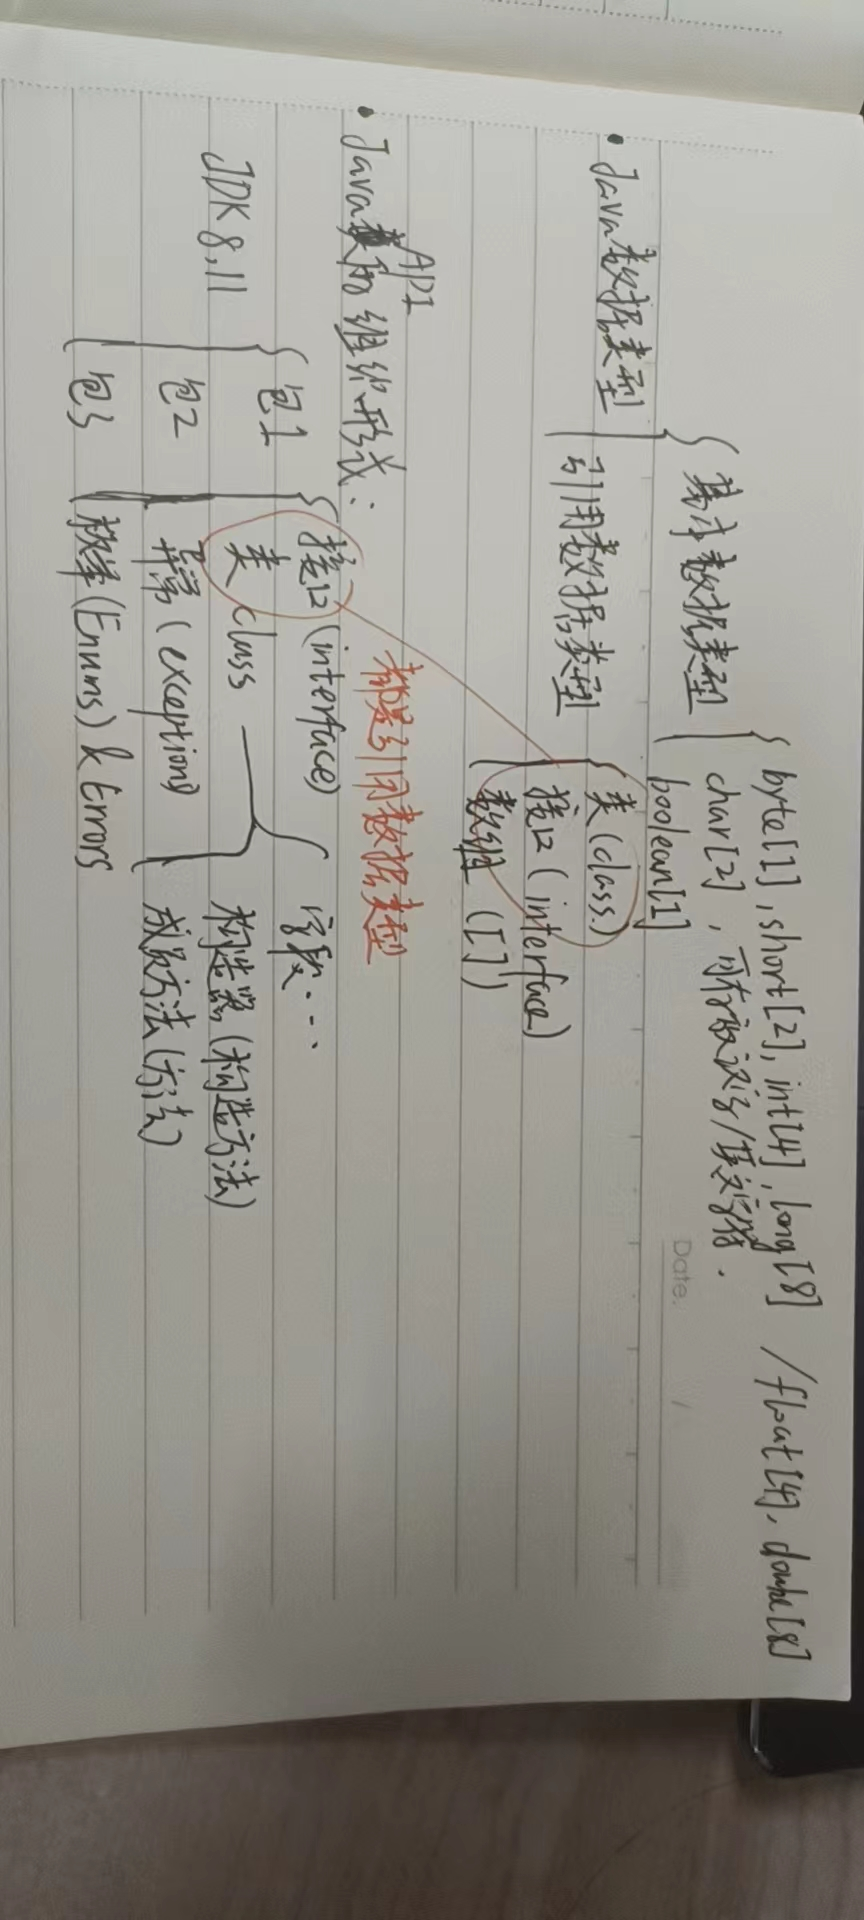 Date. /
byte[1], short[2], int[4], long[8] / float[4], double[8]
基本数据类型
char[2], 可存放汉字/英文字符.
boolean[1]
• Java数据类型
引用数据类型
类(class.)
接口(interface)
数组([])
都是引用数据类型
API
• Java的组织形式:
JDK 8,11
包1
包2
包3
接口(interface)
类 class
异常(exception)
枚举(Enums) & Errors
字段...
构造器(构造方法)
成员方法(方法)